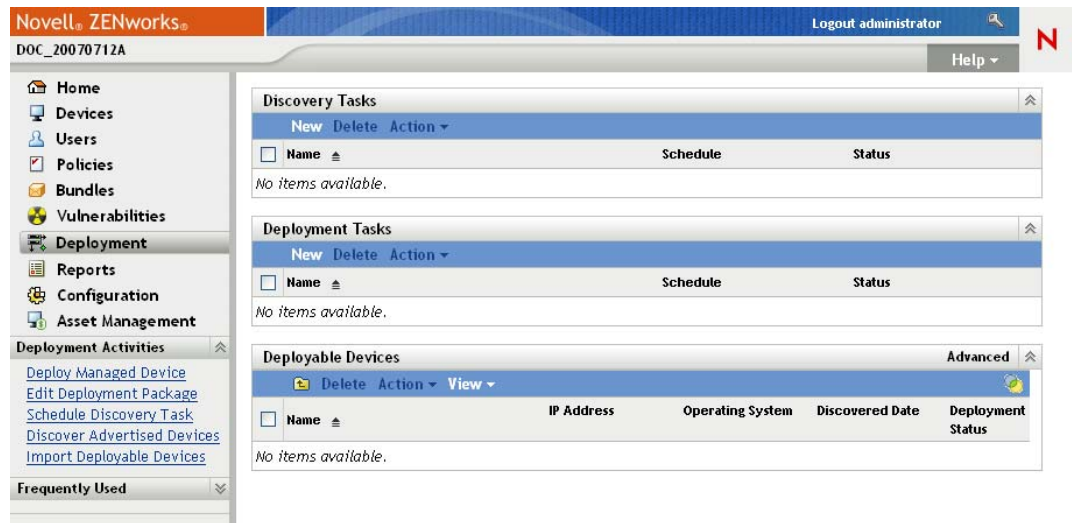 Novell® ZENworks®
Logout administrator
N
DOC_20070712A
Help
Home
Devices
Users
Policies
Bundles
Vulnerabilities
Deployment
Reports
Configuration
Asset Management
Deployment Activities
Deploy Managed Device
Edit Deployment Package
Schedule Discovery Task
Discover Advertised Devices
Import Deployable Devices
Frequently Used
Discovery Tasks
New Delete Action
Name Schedule Status
No items available.
Deployment Tasks
New Delete Action
Name Schedule Status
No items available.
Deployable Devices Advanced
Delete Action View
Name IP Address Operating System Discovered Date Deployment
Status
No items available.